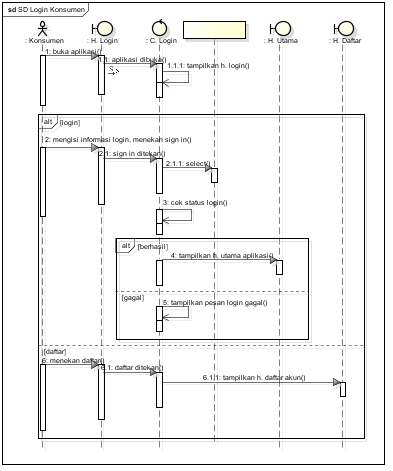 sd SD Login Konsumen
: Konsumen
: H. Login
: C. Login
: H. Utama
: H. Daftar
1: buka aplikasi()
1.1: aplikasi dibuka()
1.1.1: tampilkan h. login()
alt
[login]
2: mengisi informasi login, menekan sign in()
2.1: sign in ditekan()
2.1.1: select()
3: cek status login()
alt
[berhasil]
4: tampilkan h. utama aplikasi()
[gagal]
5: tampilkan pesan login gagal()
[daftar]
6: menekan daftar()
6.1: daftar ditekan()
6.1.1: tampilkan h. daftar akun()